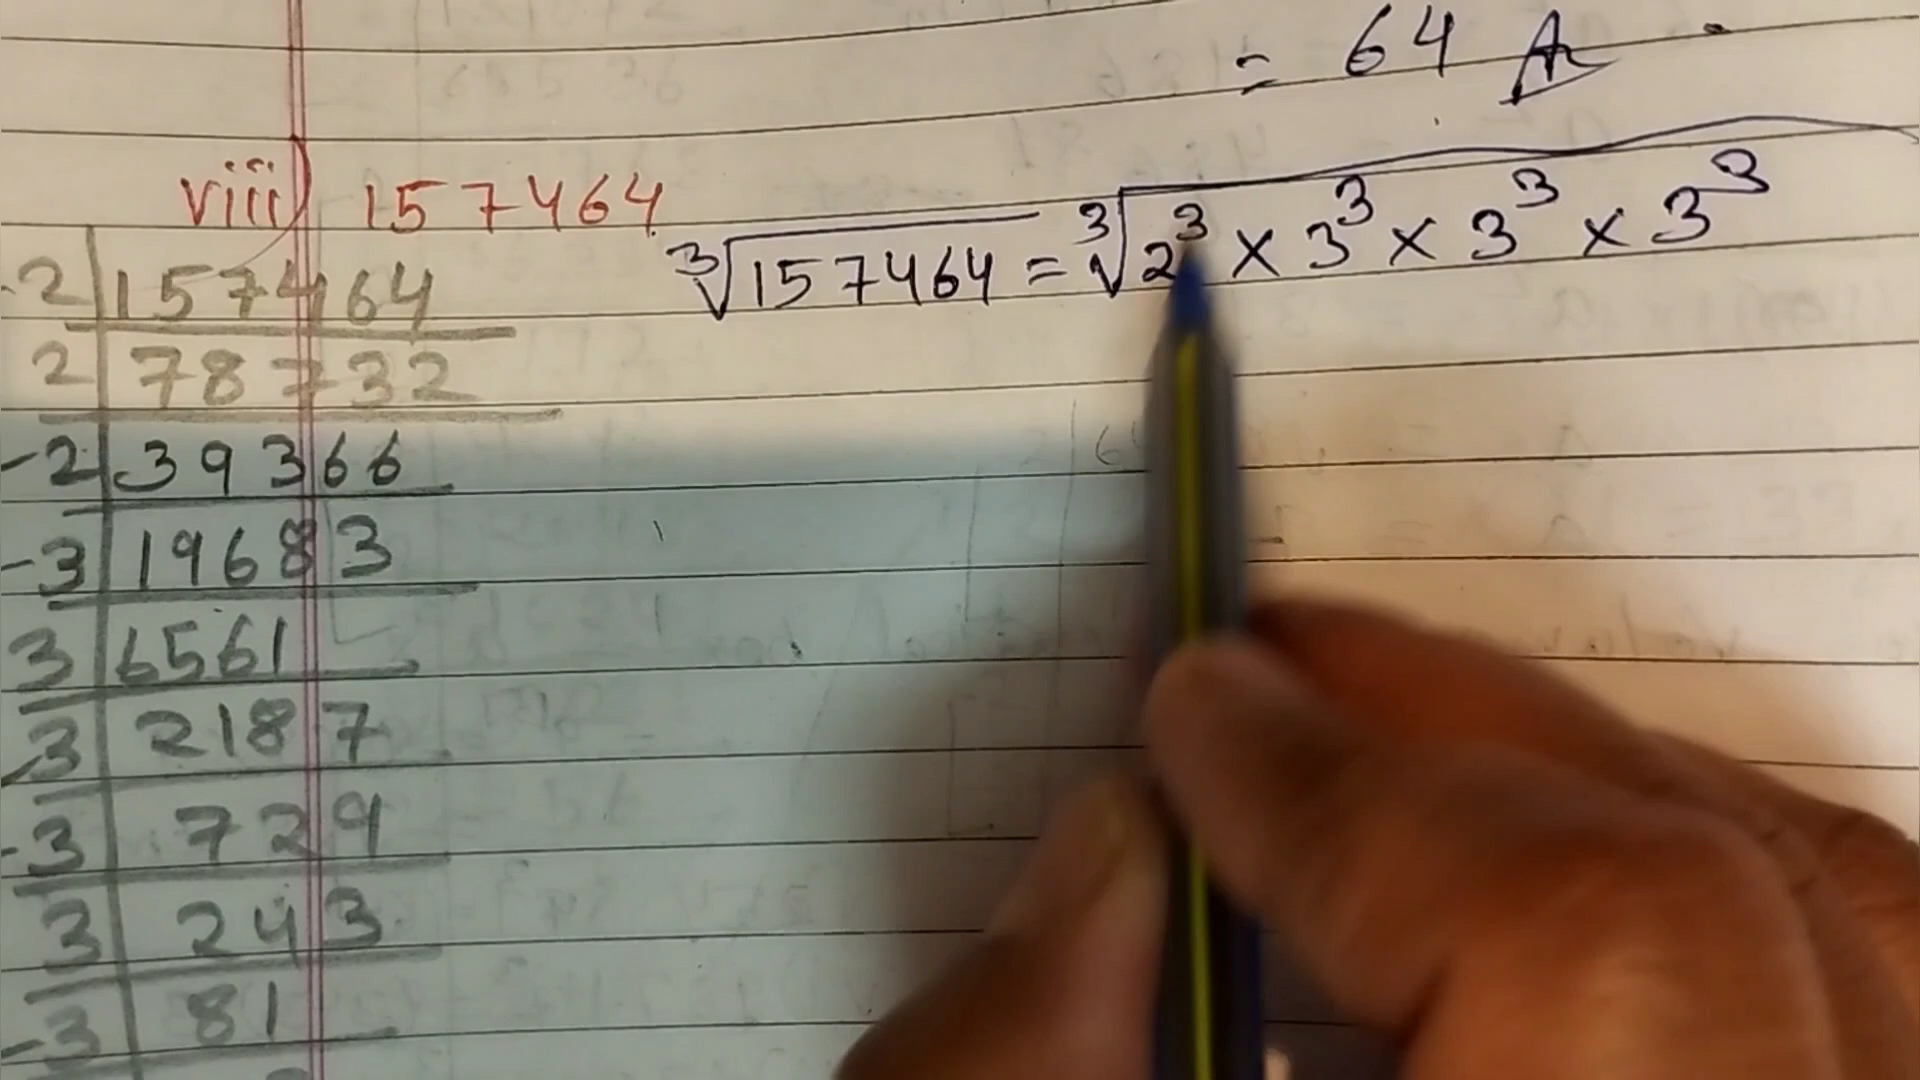 = 64 A
viii) 157464
∛157464 = ∛2³ × 3³ × 3³ × 3³
2 | 157464
2 | 78732
2 | 39366
3 | 19683
3 | 6561
3 | 2187
3 | 729
3 | 243
3 | 81